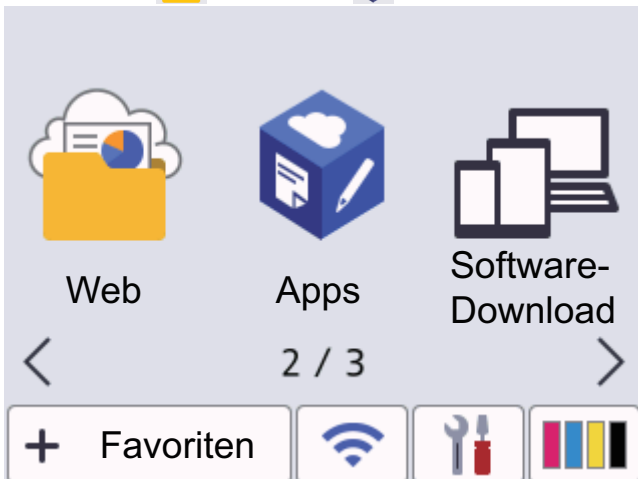 Web
Apps
Software-
Download
2 / 3
+ Favoriten